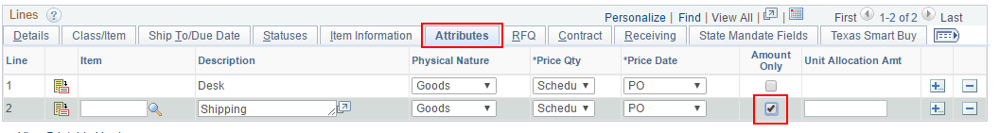 Lines
Personalize | Find | View All | | First 1-2 of 2 Last
Details Class/Item Ship To/Due Date Statuses Item Information Attributes RFQ Contract Receiving State Mandate Fields Texas Smart Buy
Line Item Description Physical Nature *Price Qty *Price Date Amount Only Unit Allocation Amt
1 Desk Goods Schedu PO
2 Shipping Goods Schedu PO